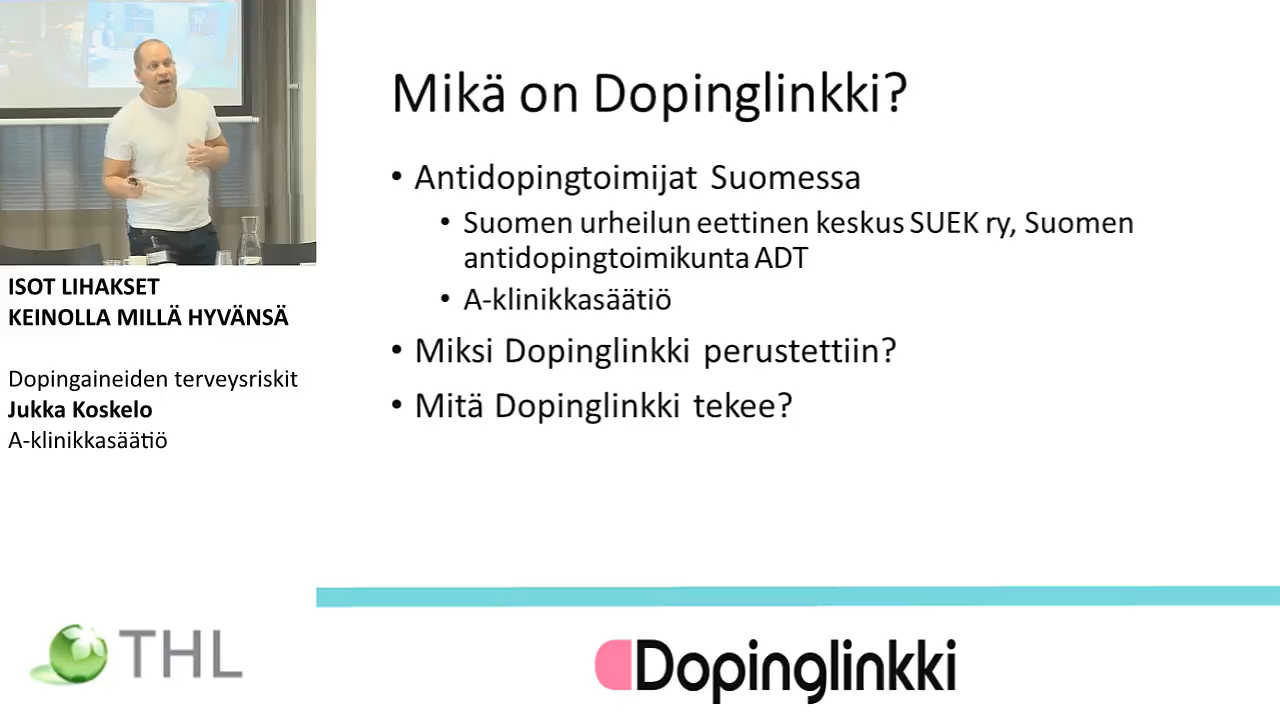 ISOT LIHAKSET
KEINOLLA MILLÄ HYVÄNSÄ
Dopingaineiden terveysriskit
Jukka Koskelo
A-klinikkasäätiö
THL
Mikä on Dopinglinkki?
• Antidopingtoimijat Suomessa
• Suomen urheilun eettinen keskus SUEK ry, Suomen
antidopingtoimikunta ADT
• A-klinikkasäätiö
• Miksi Dopinglinkki perustettiin?
• Mitä Dopinglinkki tekee?
Dopinglinkki